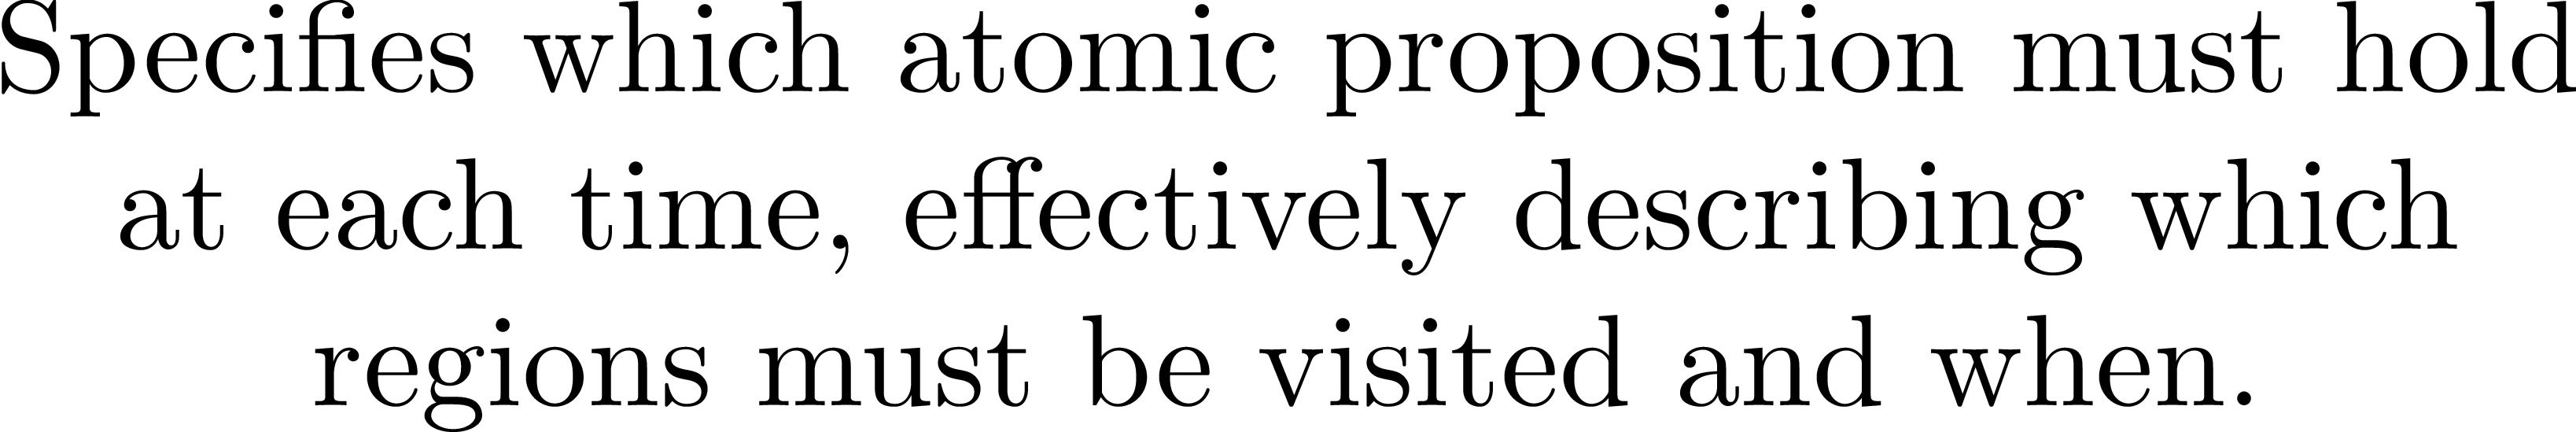 Specifies which atomic proposition must hold
at each time, effectively describing which
regions must be visited and when.